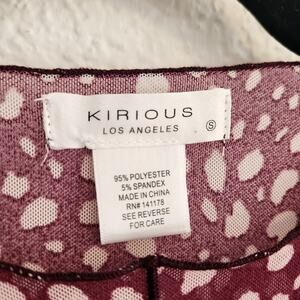 KIRIOUS
LOS ANGELES
S
95% POLYESTER
5% SPANDEX
MADE IN CHINA
RN# 141178
SEE REVERSE
FOR CARE